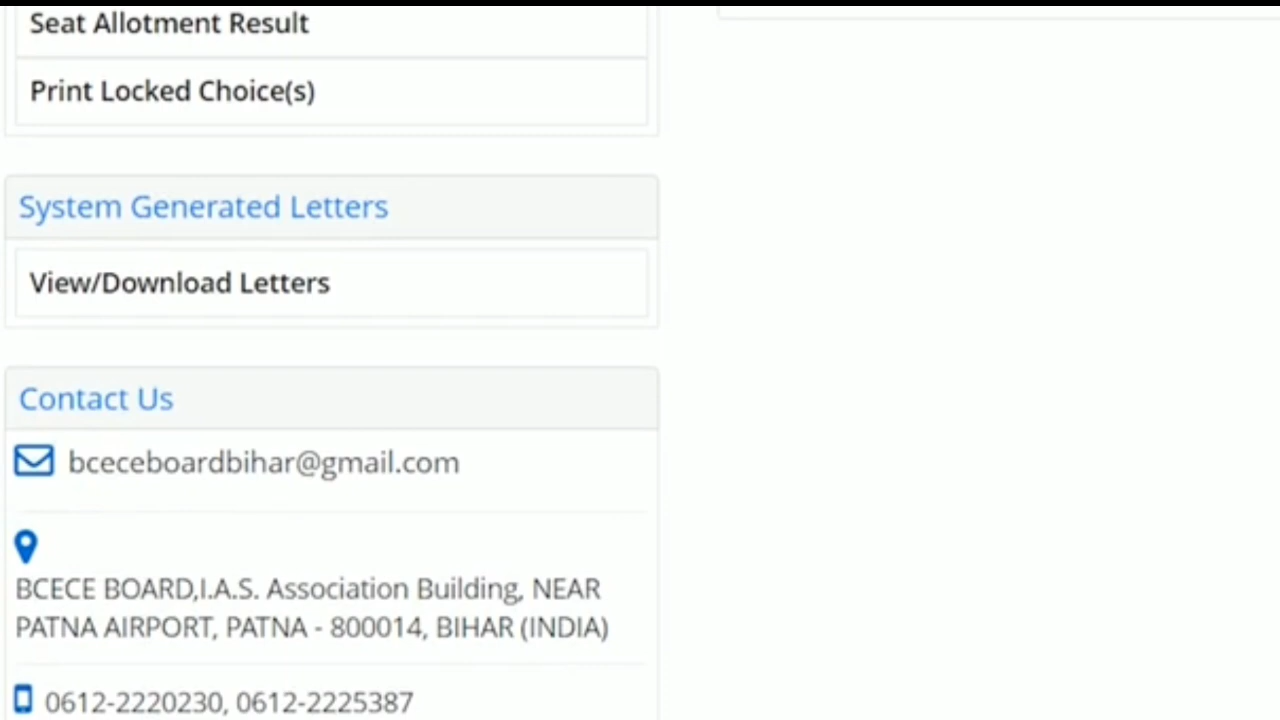 Seat Allotment Result
Print Locked Choice(s)
System Generated Letters
View/Download Letters
Contact Us
bceceboardbihar@gmail.com
BCECE BOARD,I.A.S. Association Building, NEAR
PATNA AIRPORT, PATNA - 800014, BIHAR (INDIA)
0612-2220230, 0612-2225387